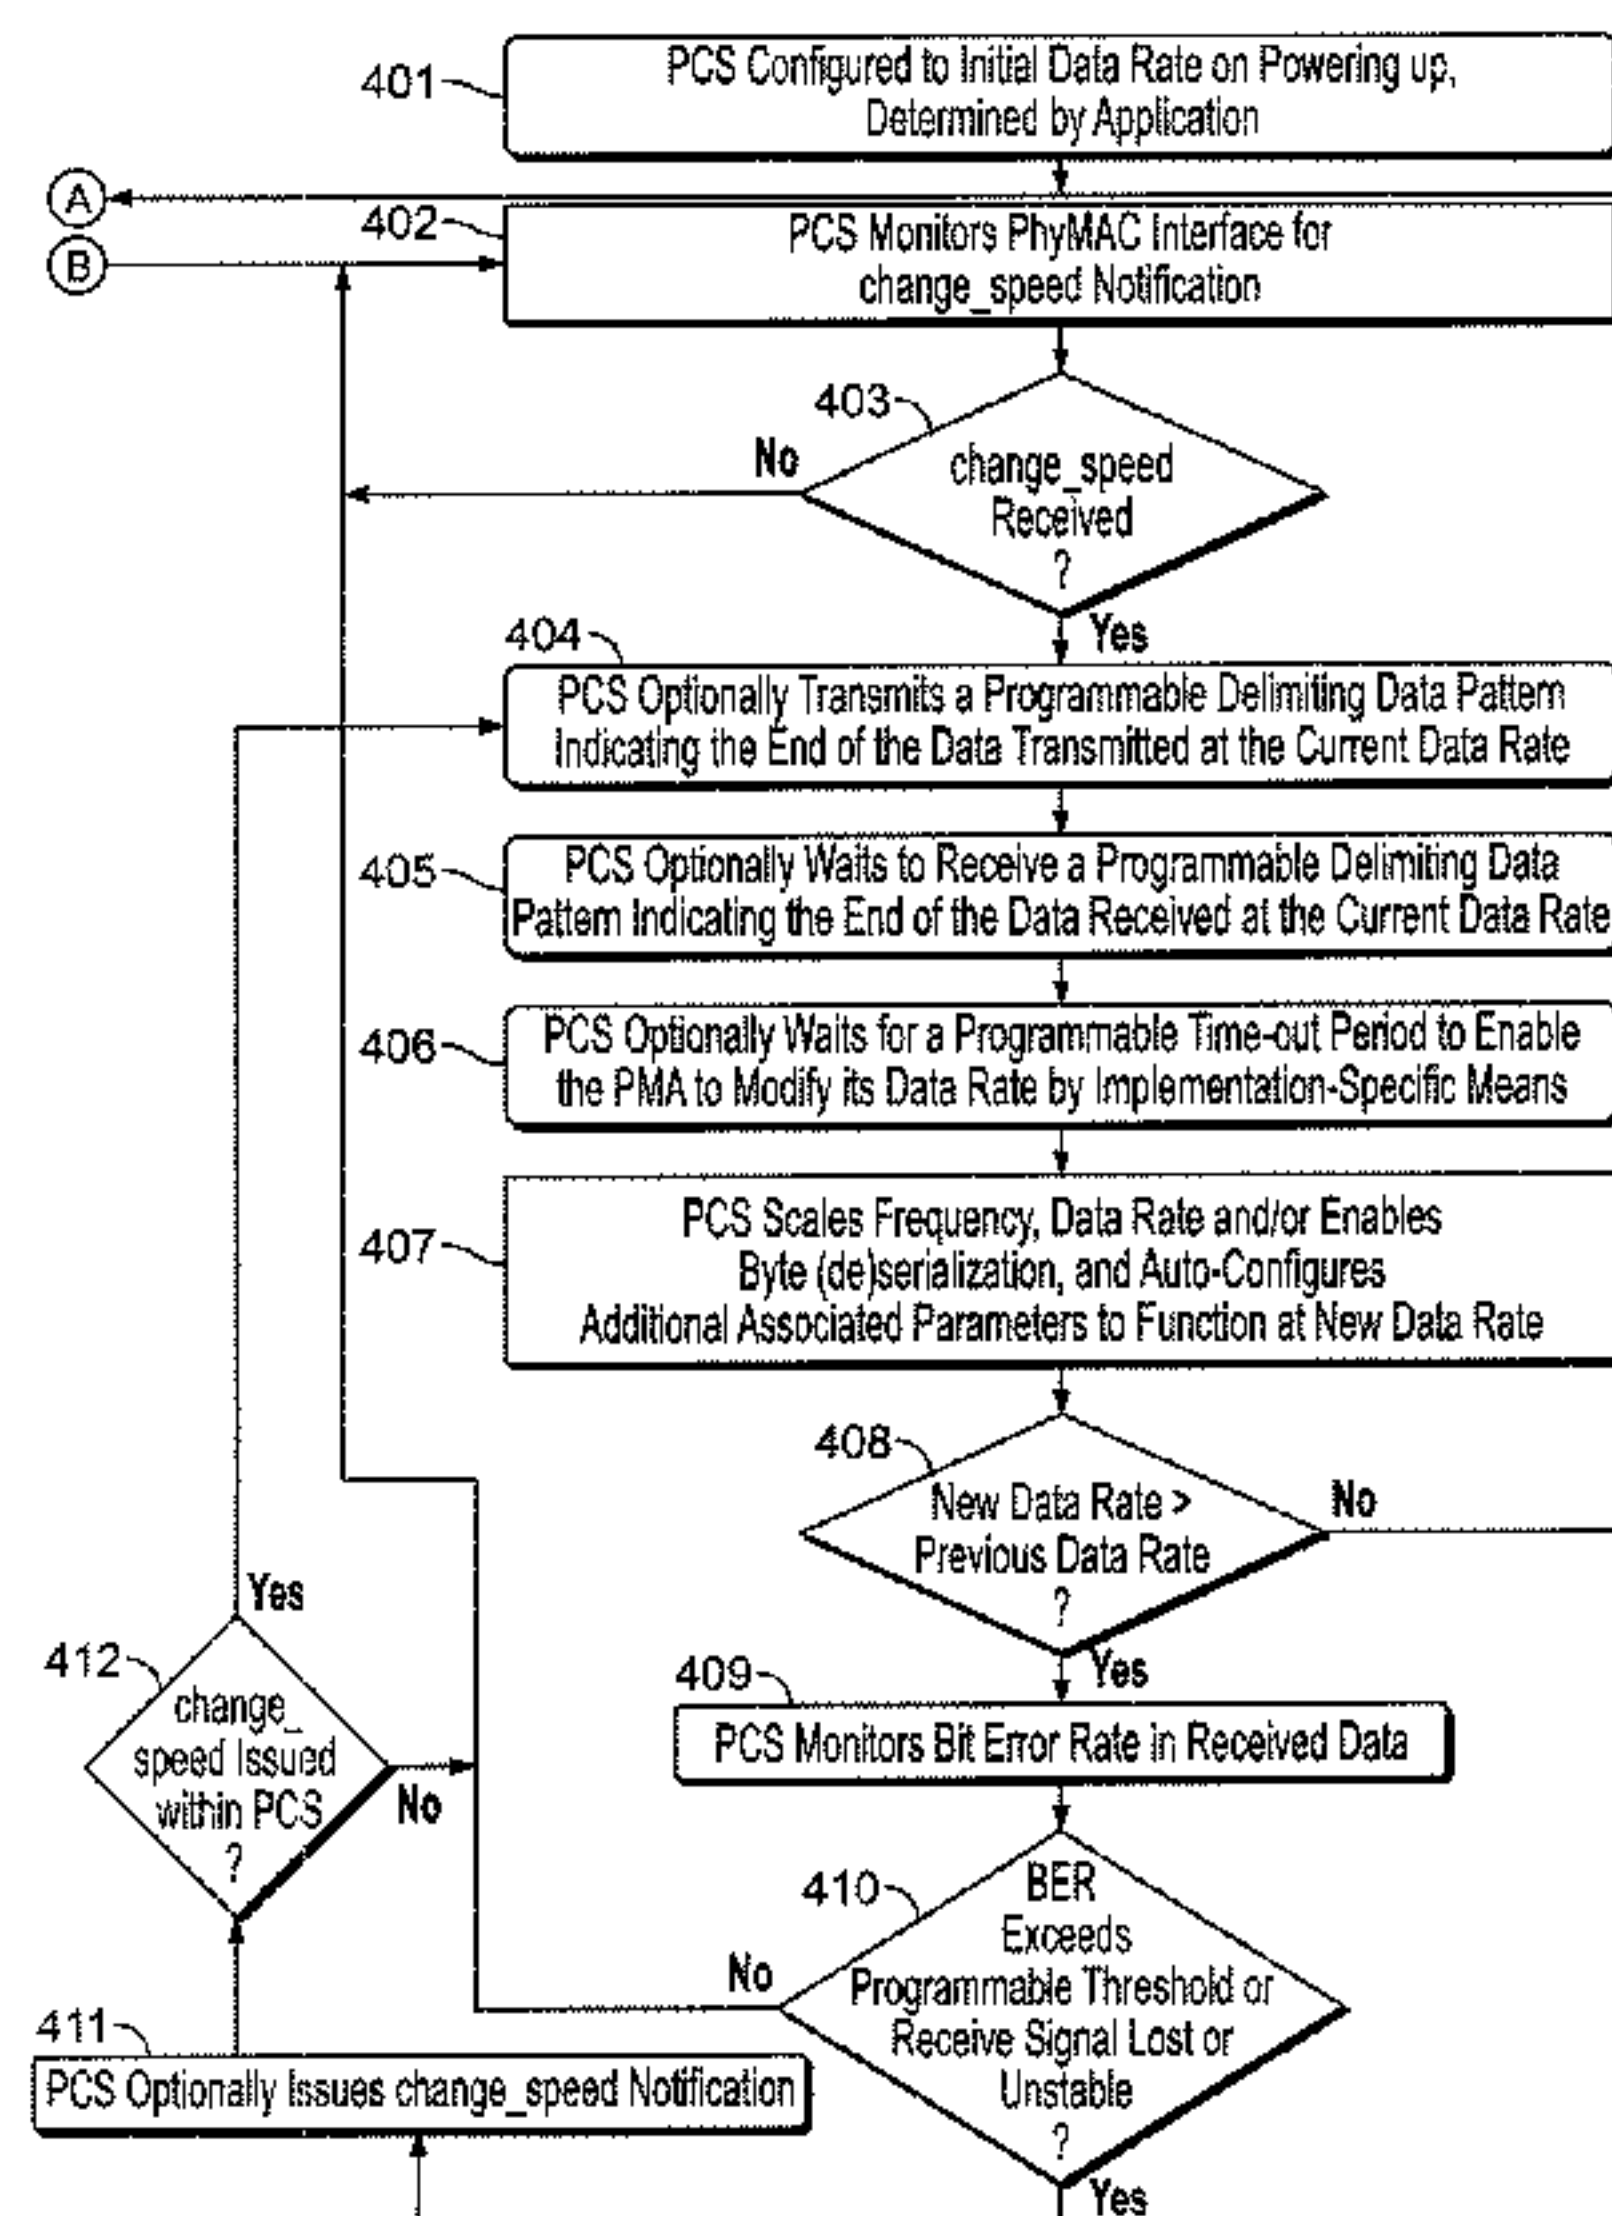 401
PCS Configured to Initial Data Rate on Powering up,
Determined by Application
A
402
PCS Monitors PhyMAC Interface for
change_speed Notification
B
403
No
change_speed
Received
?
Yes
404
PCS Optionally Transmits a Programmable Delimiting Data Pattern
Indicating the End of the Data Transmitted at the Current Data Rate
405
PCS Optionally Waits to Receive a Programmable Delimiting Data
Pattern Indicating the End of the Data Received at the Current Data Rate
406
PCS Optionally Waits for a Programmable Time-out Period to Enable
the PMA to Modify its Data Rate by Implementation-Specific Means
407
PCS Scales Frequency, Data Rate and/or Enables
Byte (de)serialization, and Auto-Configures
Additional Associated Parameters to Function at New Data Rate
408
New Data Rate >
Previous Data Rate
?
No
Yes
409
PCS Monitors Bit Error Rate in Received Data
410
BER
Exceeds
Programmable Threshold or
Receive Signal Lost or
Unstable
?
No
Yes
411
PCS Optionally Issues change_speed Notification
412
change_
speed Issued
within PCS
?
Yes
No